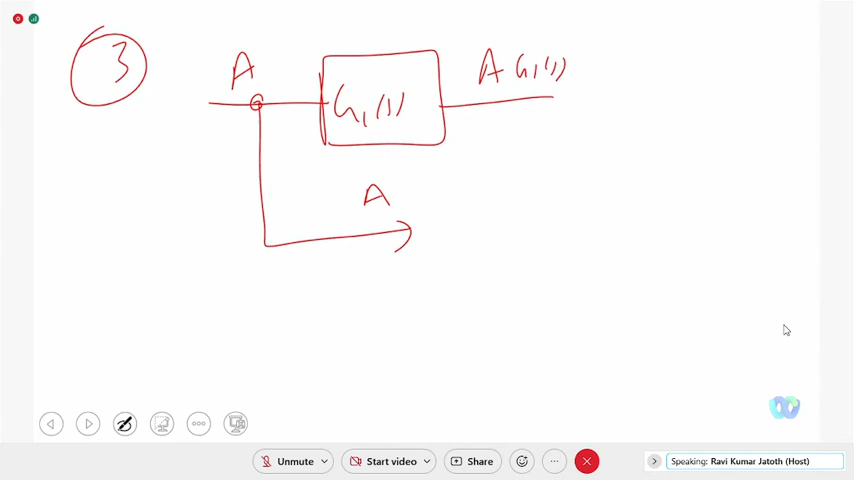 3
A
G1(s)
A G1(s)
A
Unmute
Start video
Share
Speaking: Ravi Kumar Jatoth (Host)